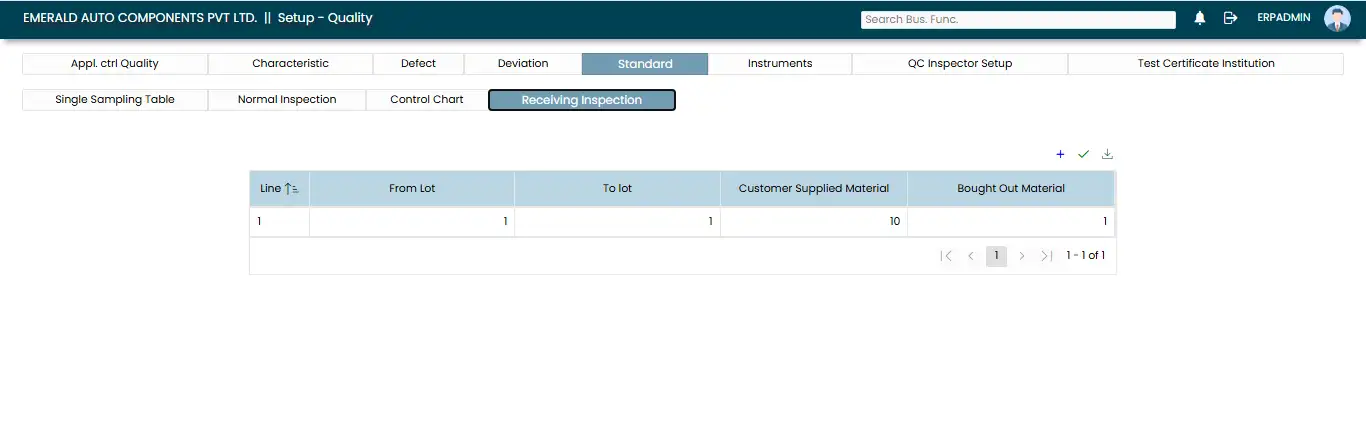 EMERALD AUTO COMPONENTS PVT LTD. || Setup - Quality Search Bus. Func. ERPADMIN
Appl. ctrl Quality Characteristic Defect Deviation Standard Instruments QC Inspector Setup Test Certificate Institution
Single Sampling Table Normal Inspection Control Chart Receiving Inspection
Line From Lot To lot Customer Supplied Material Bought Out Material
1 1 1 10 1
1 1 - 1 of 1